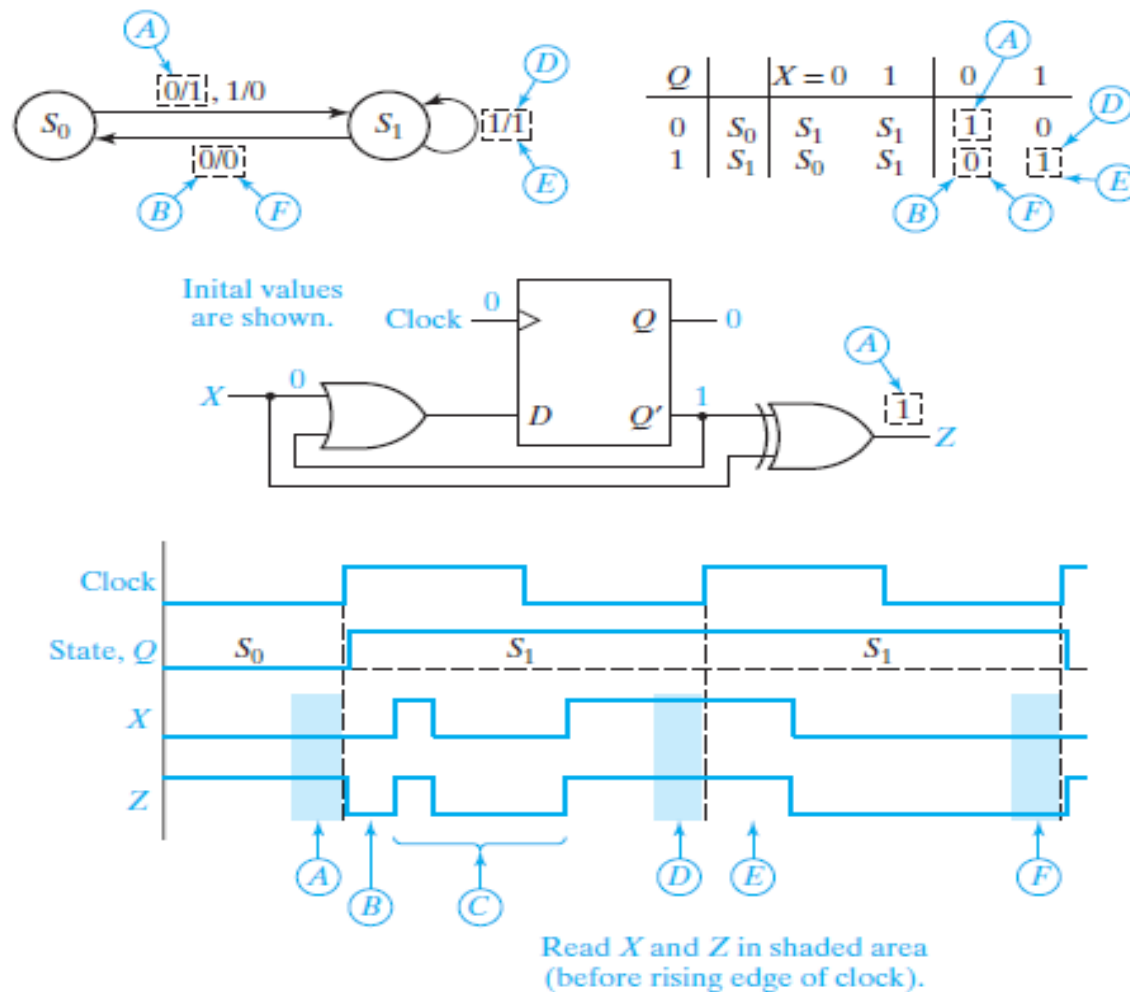 A
0/1, 1/0
D
S0
S1
1/1
0/0
E
B
F
A
Q X = 0 1 0 1
D
0 S0 S1 S1 1 0
1 S1 S0 S1 0 1
E
B
F
Inital values
are shown.
Clock 0
Q 0
A
X 0
D
Q′ 1
1
Z
Clock
State, Q S0 S1 S1
X
Z
A
B
C
D
E
F
Read X and Z in shaded area
(before rising edge of clock).